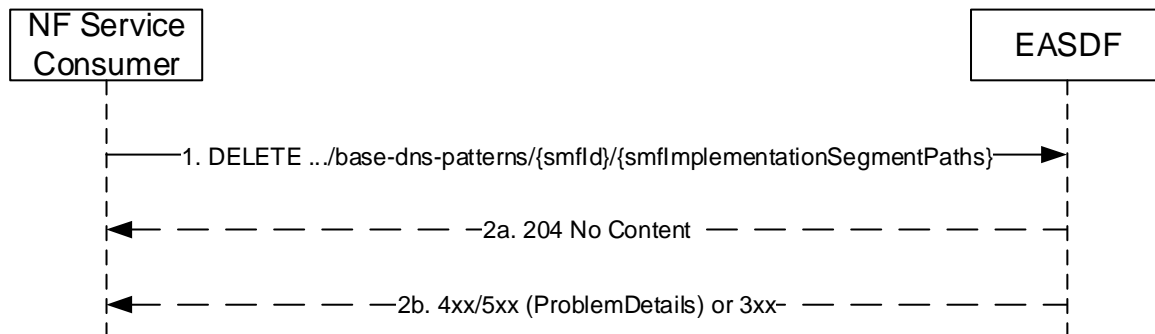 NF Service
Consumer
EASDF
1. DELETE .../base-dns-patterns/{smfId}/{smfImplementationSegmentPaths}
2a. 204 No Content
2b. 4xx/5xx (ProblemDetails) or 3xx